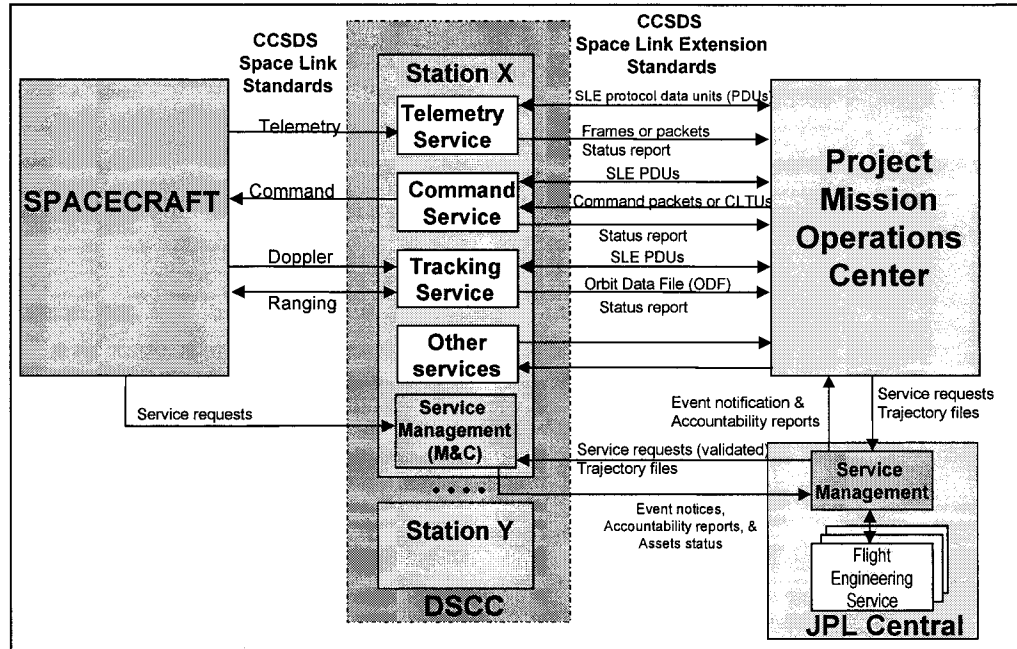 CCSDS
Space Link
Standards
CCSDS
Space Link Extension
Standards
SPACECRAFT
Telemetry
Command
Doppler
Ranging
Service requests
Station X
Telemetry
Service
Command
Service
Tracking
Service
Other
services
Service
Management
(M&C)
Station Y
DSCC
SLE protocol data units (PDUs)
Frames or packets
Status report
SLE PDUs
Command packets or CLTUs
Status report
SLE PDUs
Orbit Data File (ODF)
Status report
Project
Mission
Operations
Center
Event notification &
Accountability reports
Service requests
Trajectory files
Service requests (validated)
Trajectory files
Event notices,
Accountability reports, &
Assets status
Service
Management
Flight
Engineering
Service
JPL Central